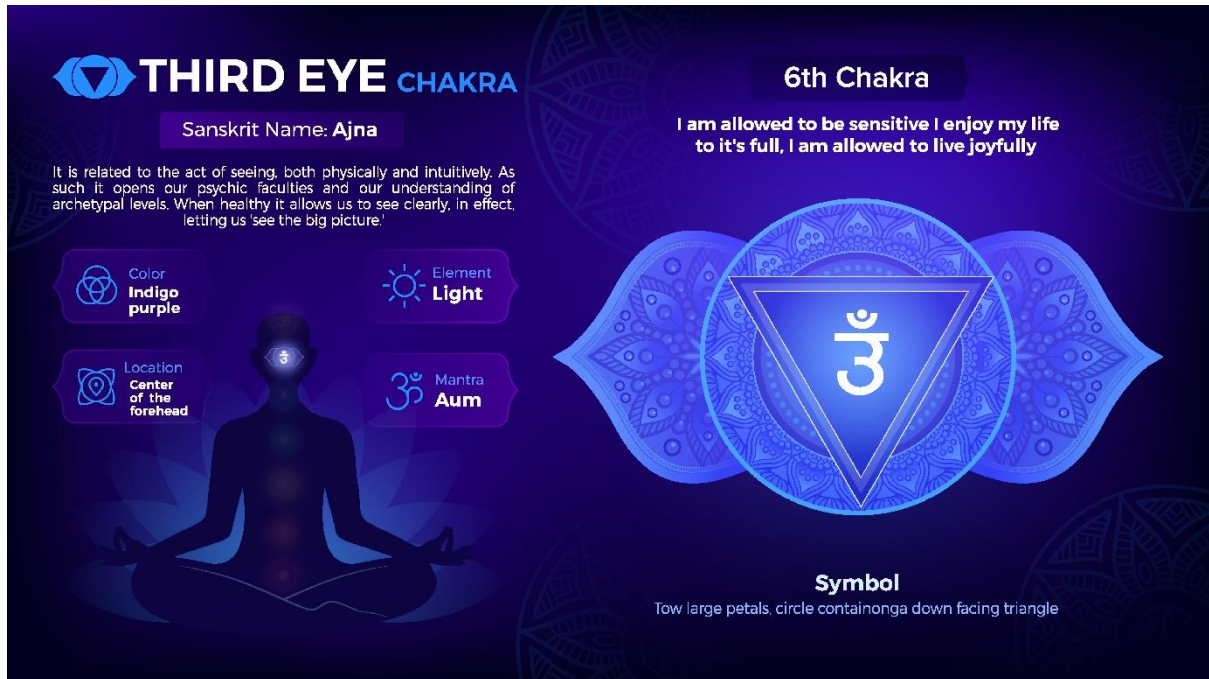 THIRD EYE CHAKRA
Sanskrit Name: Ajna
It is related to the act of seeing, both physically and intuitively. As
such it opens our psychic faculties and our understanding of
archetypal levels. When healthy it allows us to see clearly, in effect,
letting us 'see the big picture.'
Color
Indigo
purple
Element
Light
Location
Center
of the
forehead
ॐ
Mantra
Aum
6th Chakra
I am allowed to be sensitive I enjoy my life
to it's full, I am allowed to live joyfully
ॐ
Symbol
Tow large petals, circle containonga down facing triangle